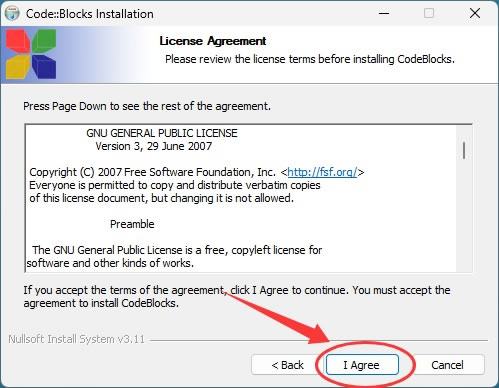 Code::Blocks Installation
License Agreement
Please review the license terms before installing CodeBlocks.
Press Page Down to see the rest of the agreement.
GNU GENERAL PUBLIC LICENSE
Version 3, 29 June 2007
Copyright (C) 2007 Free Software Foundation, Inc. <http://fsf.org/>
Everyone is permitted to copy and distribute verbatim copies
of this license document, but changing it is not allowed.
Preamble
The GNU General Public License is a free, copyleft license for
software and other kinds of works.
If you accept the terms of the agreement, click I Agree to continue. You must accept the
agreement to install CodeBlocks.
Nullsoft Install System v3.11
< Back
I Agree
Cancel